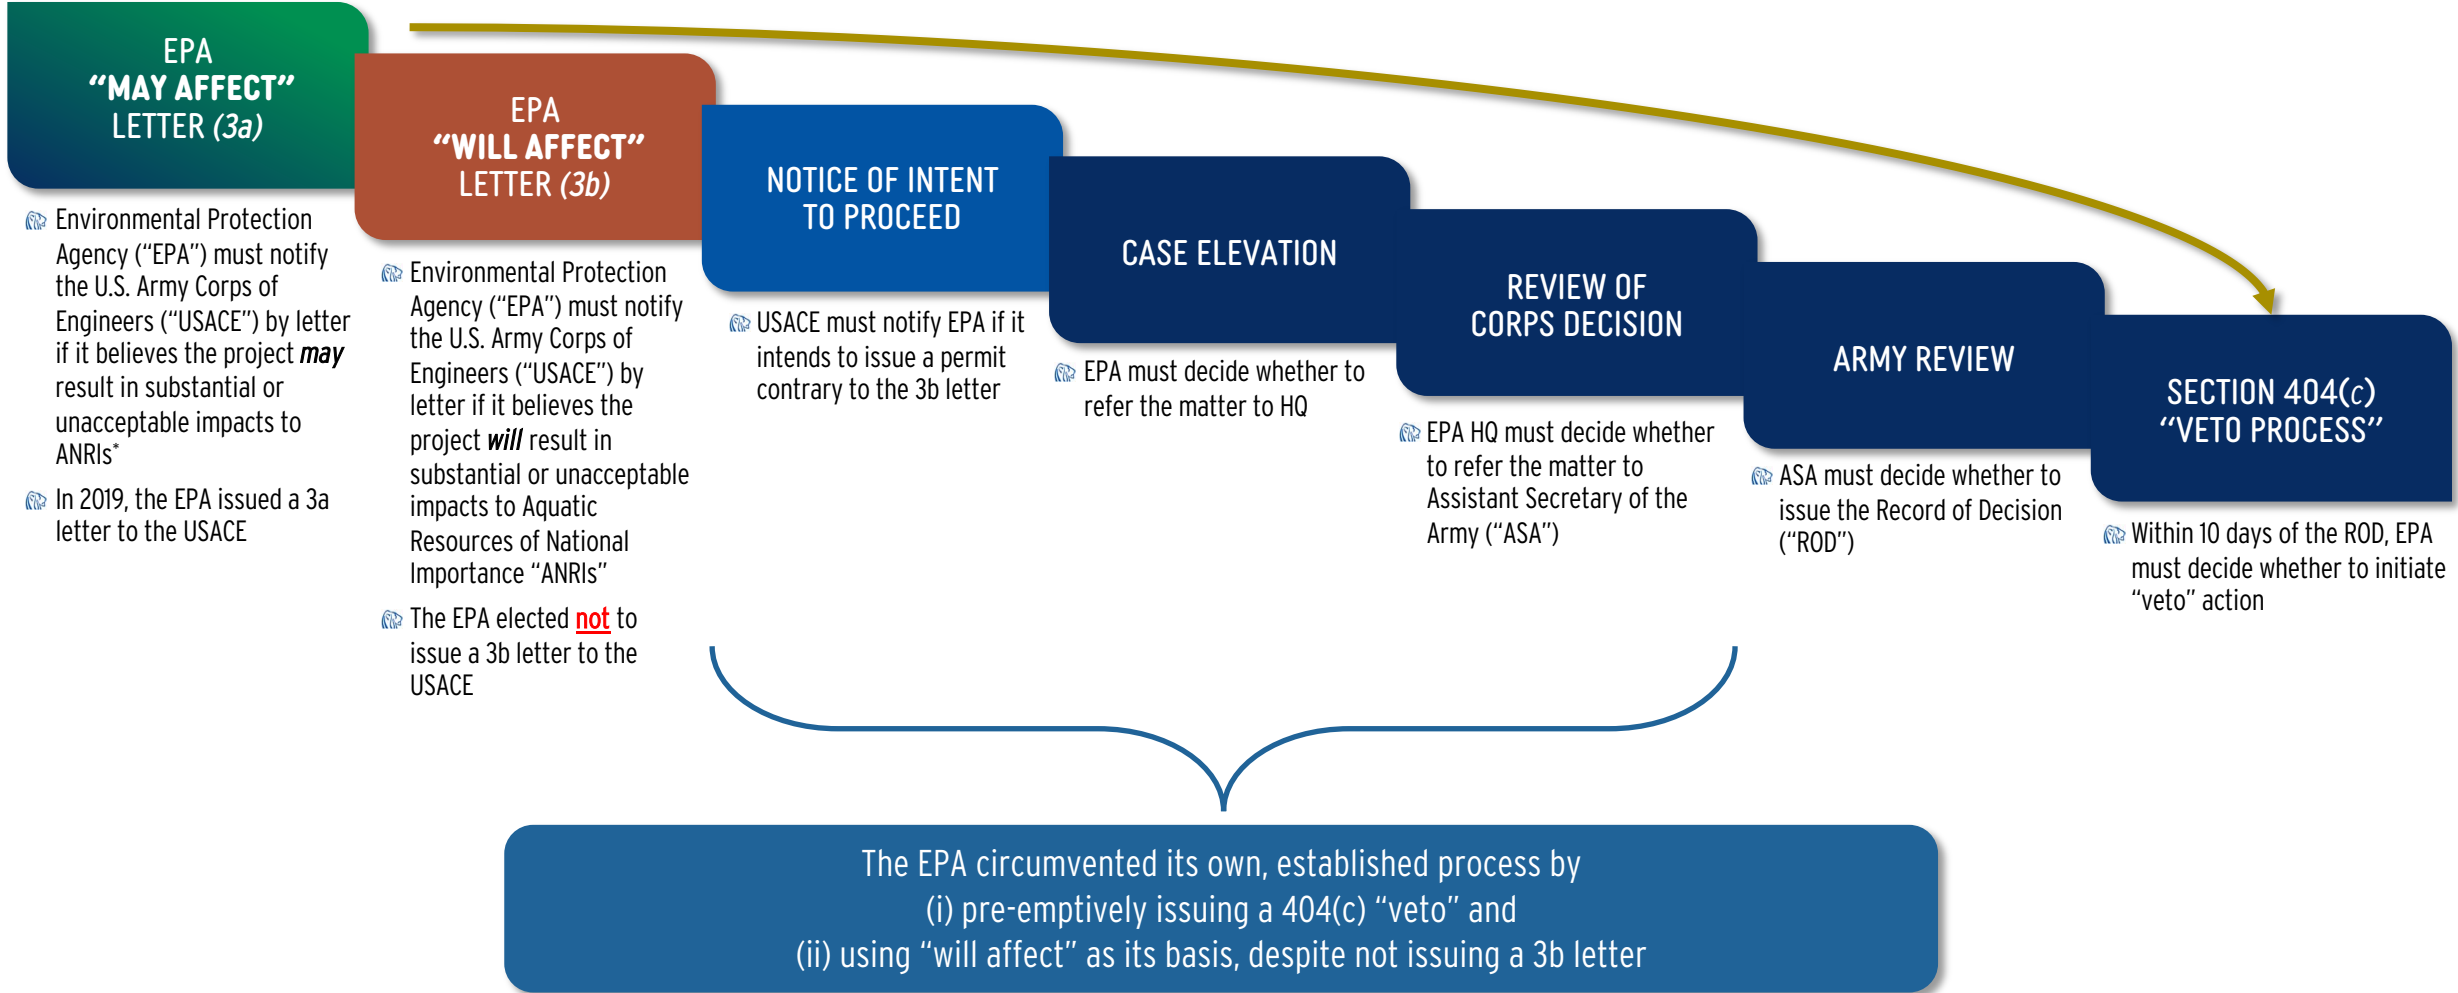 EPA
“MAY AFFECT”
LETTER (3a)
Environmental Protection
Agency (“EPA”) must notify
the U.S. Army Corps of
Engineers (“USACE”) by letter
if it believes the project may
result in substantial or
unacceptable impacts to
ANRIs*
In 2019, the EPA issued a 3a
letter to the USACE
EPA
“WILL AFFECT”
LETTER (3b)
Environmental Protection
Agency (“EPA”) must notify
the U.S. Army Corps of
Engineers (“USACE”) by
letter if it believes the
project will result in
substantial or unacceptable
impacts to Aquatic
Resources of National
Importance “ANRIs”
The EPA elected not to
issue a 3b letter to the
USACE
NOTICE OF INTENT
TO PROCEED
USACE must notify EPA if it
intends to issue a permit
contrary to the 3b letter
CASE ELEVATION
EPA must decide whether to
refer the matter to HQ
REVIEW OF
CORPS DECISION
EPA HQ must decide whether
to refer the matter to
Assistant Secretary of the
Army (“ASA”)
ARMY REVIEW
ASA must decide whether to
issue the Record of Decision
(“ROD”)
SECTION 404(c)
“VETO PROCESS”
Within 10 days of the ROD, EPA
must decide whether to initiate
“veto” action
The EPA circumvented its own, established process by
(i) pre-emptively issuing a 404(c) “veto” and
(ii) using “will affect” as its basis, despite not issuing a 3b letter